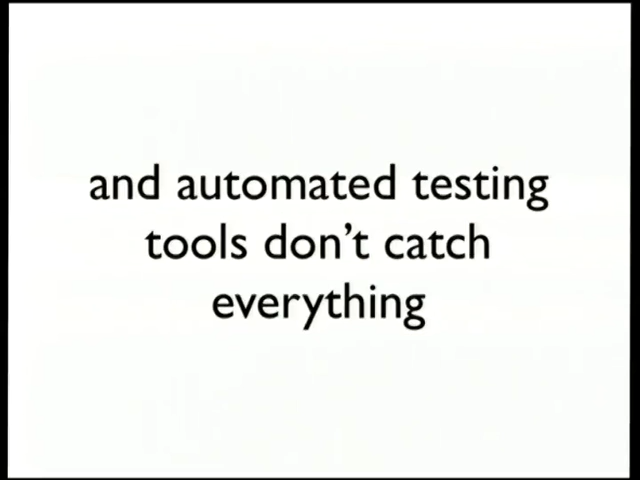 and automated testing
tools don’t catch
everything